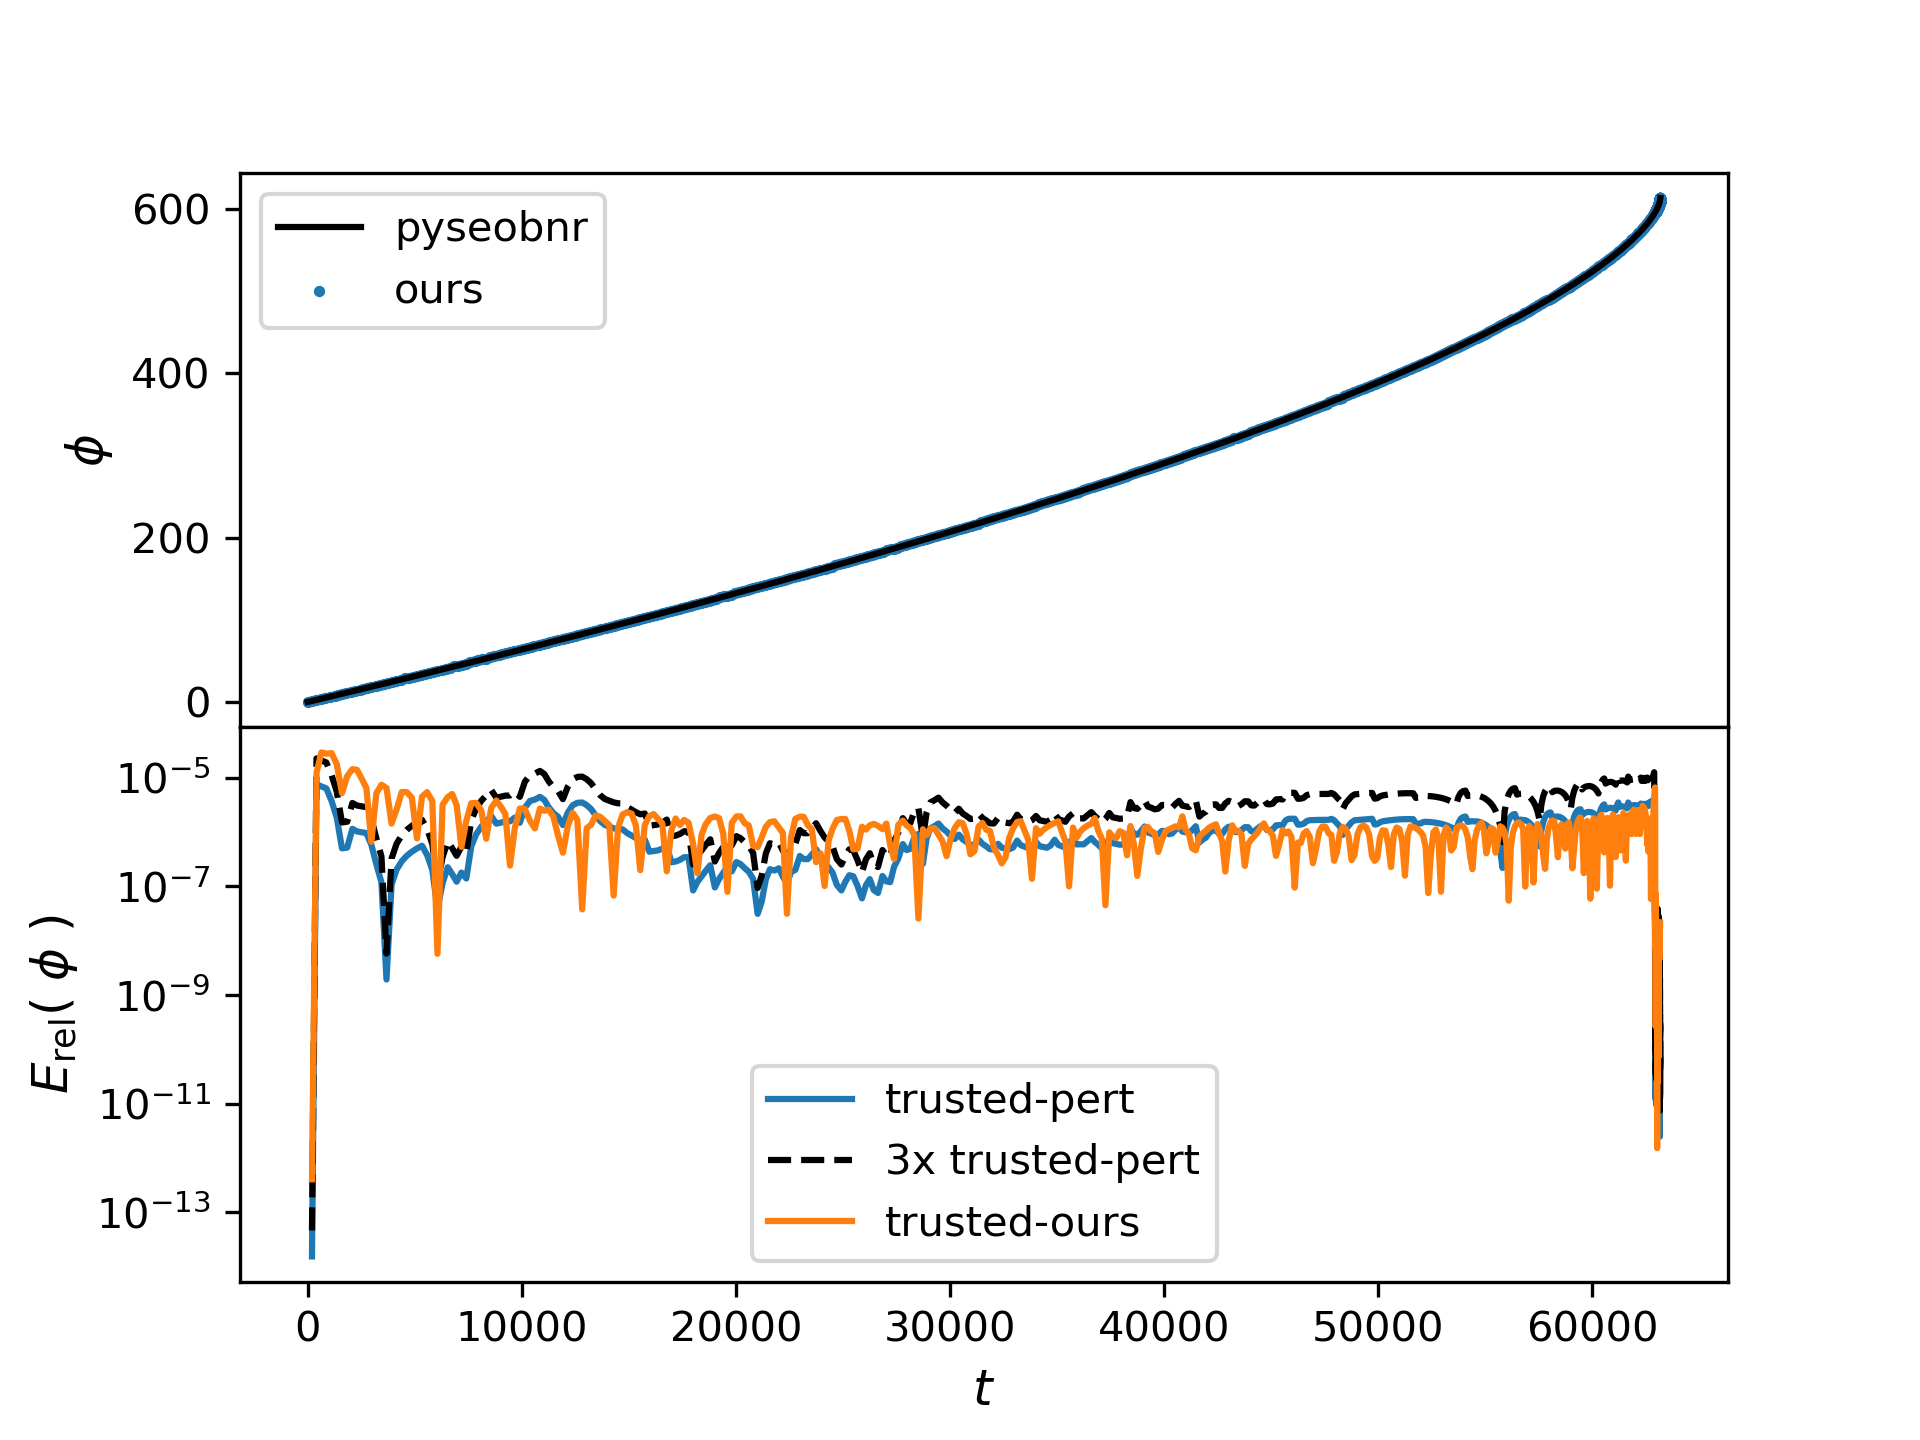 pyseobnr
ours
600
400
200
0
ϕ
10⁻⁵
10⁻⁷
10⁻⁹
10⁻¹¹
10⁻¹³
E_rel( ϕ )
trusted-pert
3x trusted-pert
trusted-ours
0 10000 20000 30000 40000 50000 60000
t